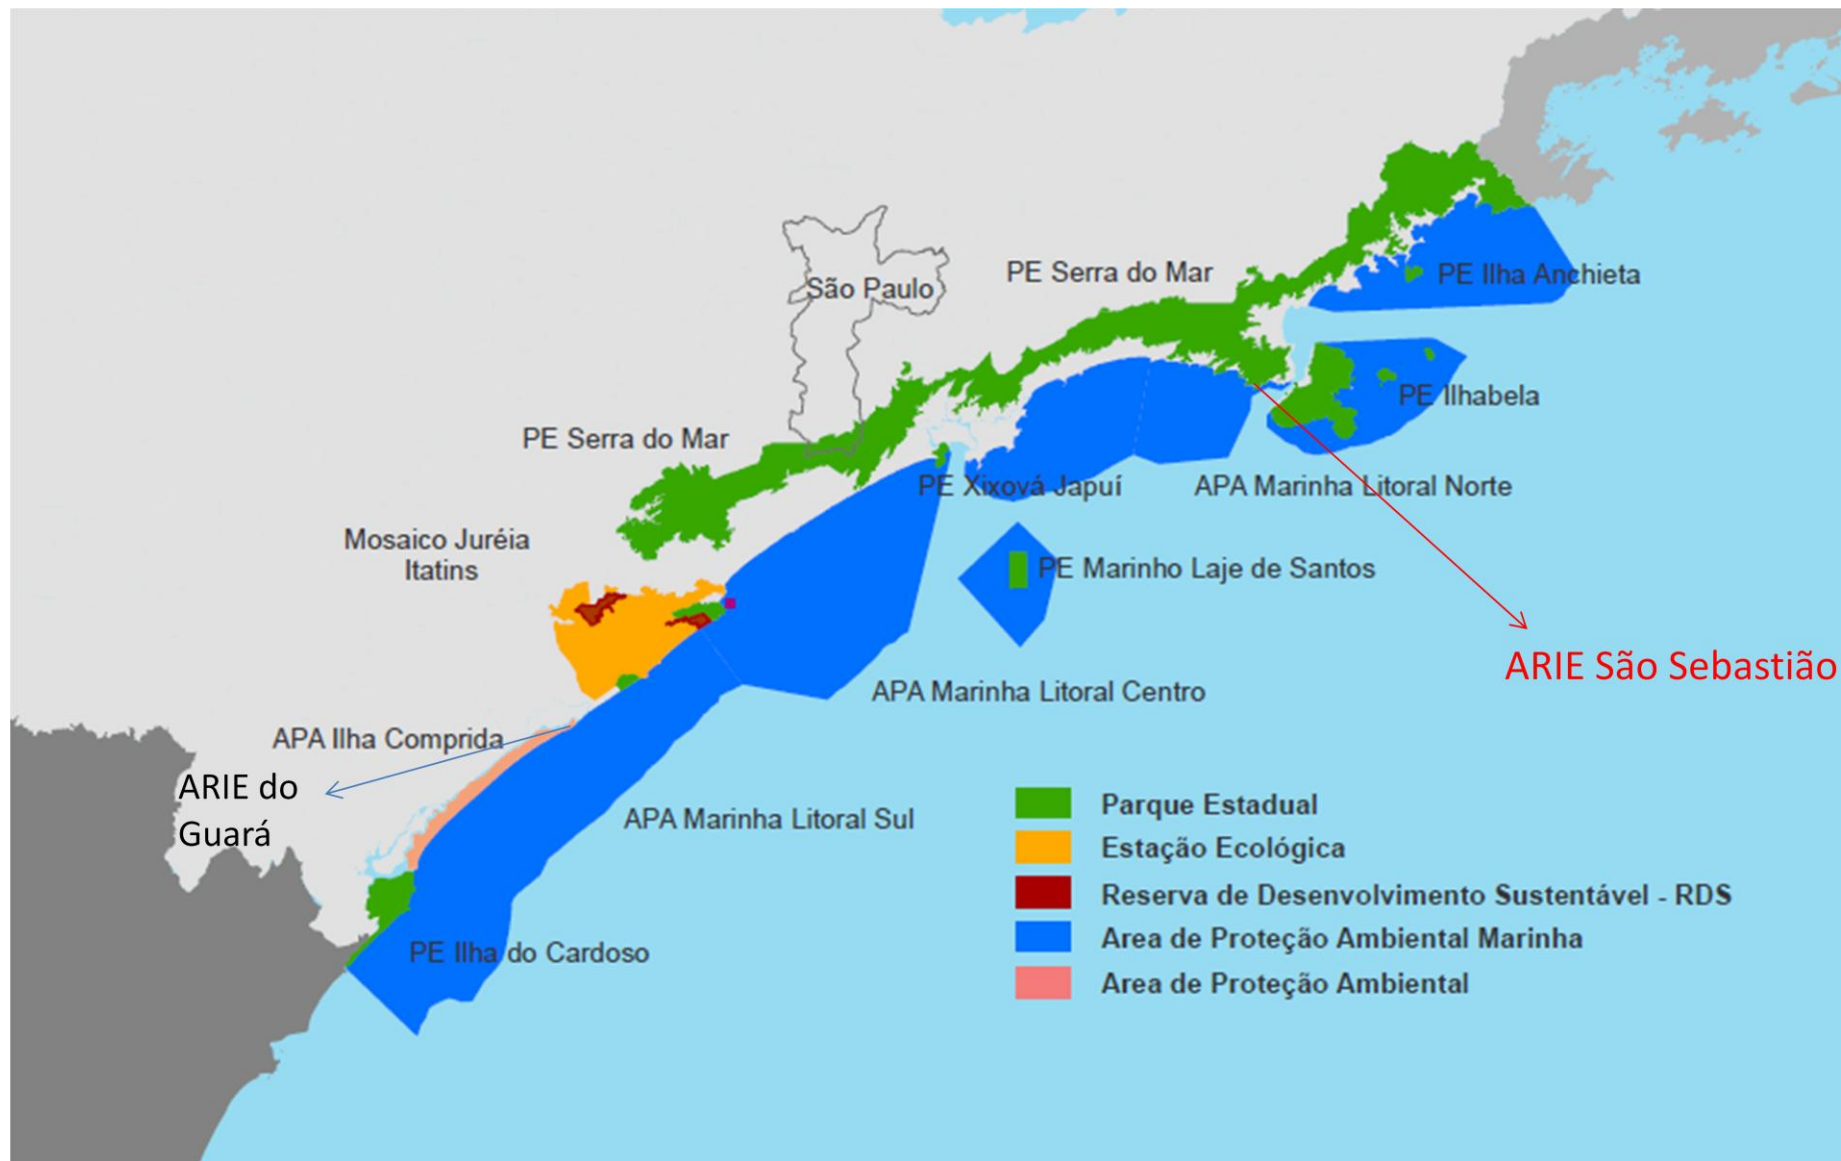 PE Serra do Mar
São Paulo
PE Ilha Anchieta
PE Ilhabela
PE Serra do Mar
PE Xixová Japuí
APA Marinha Litoral Norte
Mosaico Juréia
Itatins
PE Marinho Laje de Santos
ARIE São Sebastião
APA Marinha Litoral Centro
APA Ilha Comprida
ARIE do
Guará
APA Marinha Litoral Sul
PE Ilha do Cardoso
Parque Estadual
Estação Ecológica
Reserva de Desenvolvimento Sustentável - RDS
Area de Proteção Ambiental Marinha
Area de Proteção Ambiental